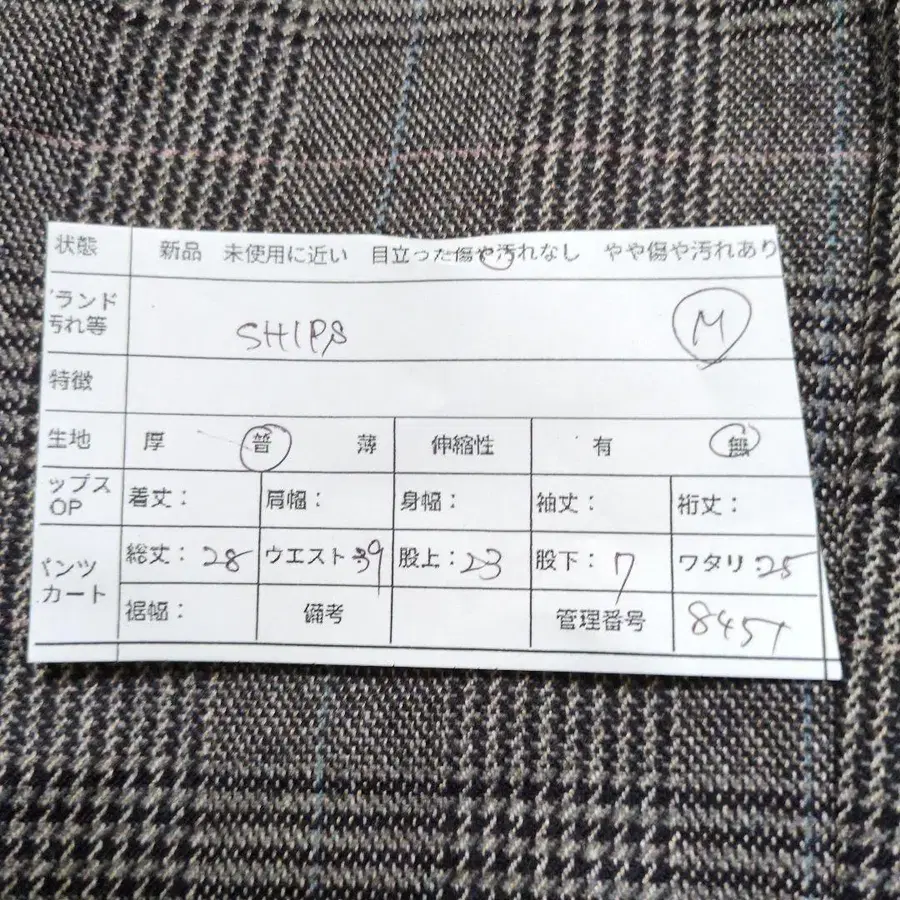 状態 新品 未使用に近い 目立った傷や汚れなし やや傷や汚れあり
ブランド
汚れ等 SHIPS M
特徴
生地 厚 普 薄 伸縮性 有 無
ップス
OP 着丈: 肩幅: 身幅: 袖丈: 裄丈:
パンツ
カート 総丈: 28 ウエスト 39 股上: 23 股下: 7 ワタリ 25
裾幅: 備考 管理番号